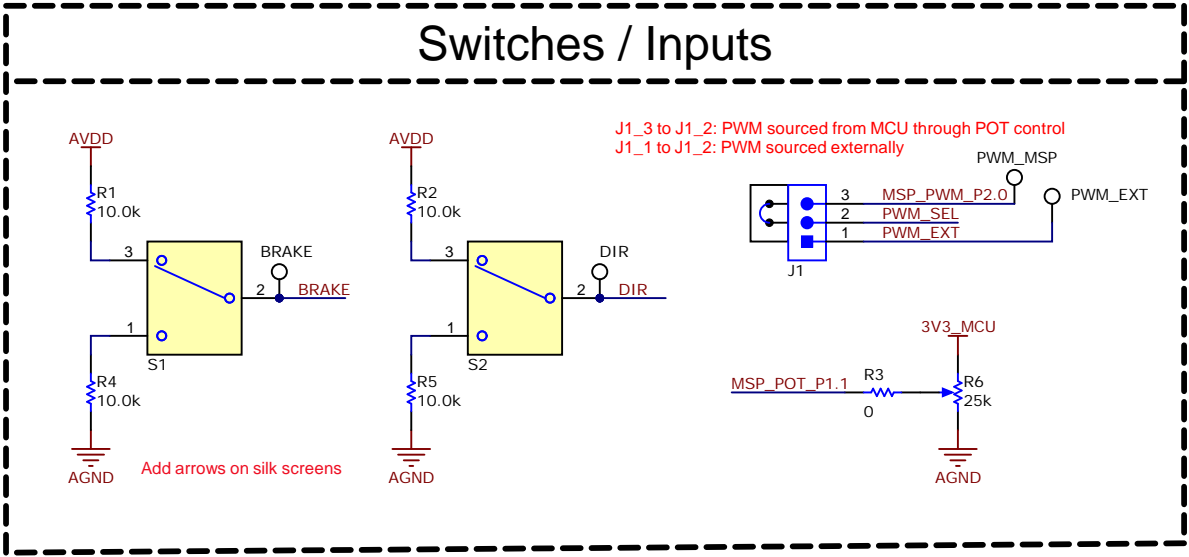 Switches / Inputs
J1_3 to J1_2: PWM sourced from MCU through POT control
J1_1 to J1_2: PWM sourced externally
AVDD
R1
10.0k
3
BRAKE
2
BRAKE
1
S1
R4
10.0k
AGND
Add arrows on silk screens
AVDD
R2
10.0k
3
DIR
2
DIR
1
S2
R5
10.0k
AGND
PWM_MSP
PWM_EXT
3
MSP_PWM_P2.0
2
PWM_SEL
1
PWM_EXT
J1
3V3_MCU
MSP_POT_P1.1
R3
0
R6
25k
AGND